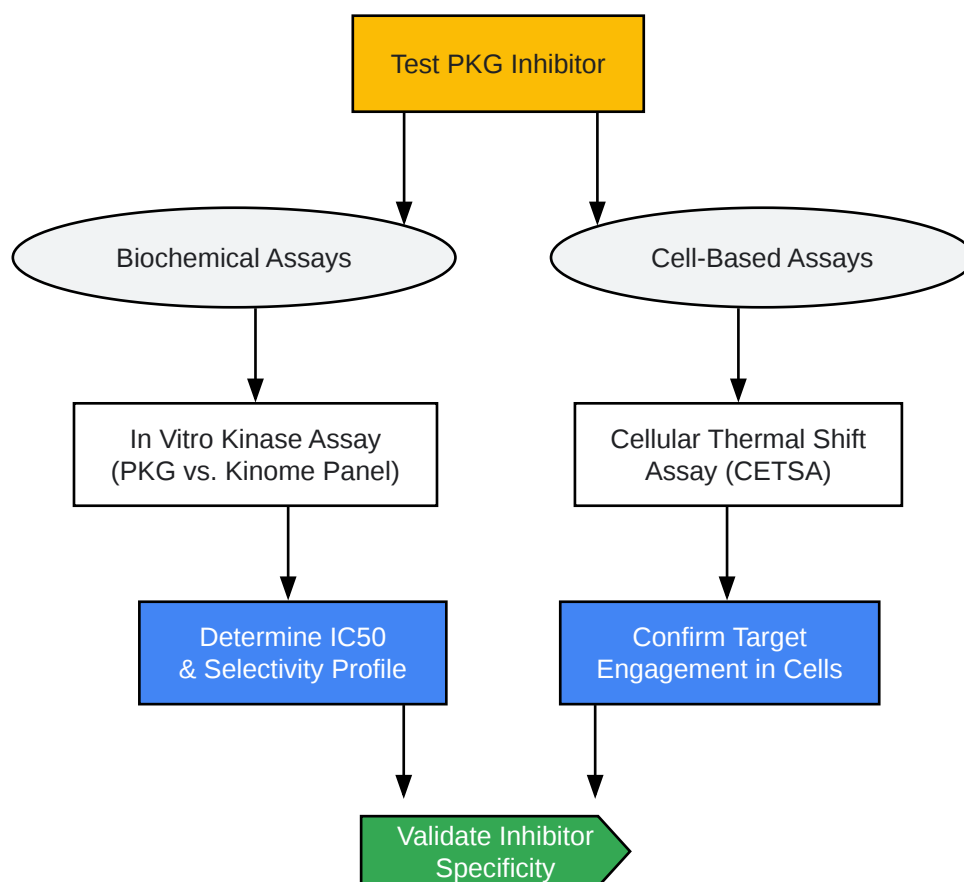 Test PKG Inhibitor
Biochemical Assays
Cell-Based Assays
In Vitro Kinase Assay
(PKG vs. Kinome Panel)
Cellular Thermal Shift
Assay (CETSA)
Determine IC50
& Selectivity Profile
Confirm Target
Engagement in Cells
Validate Inhibitor
Specificity